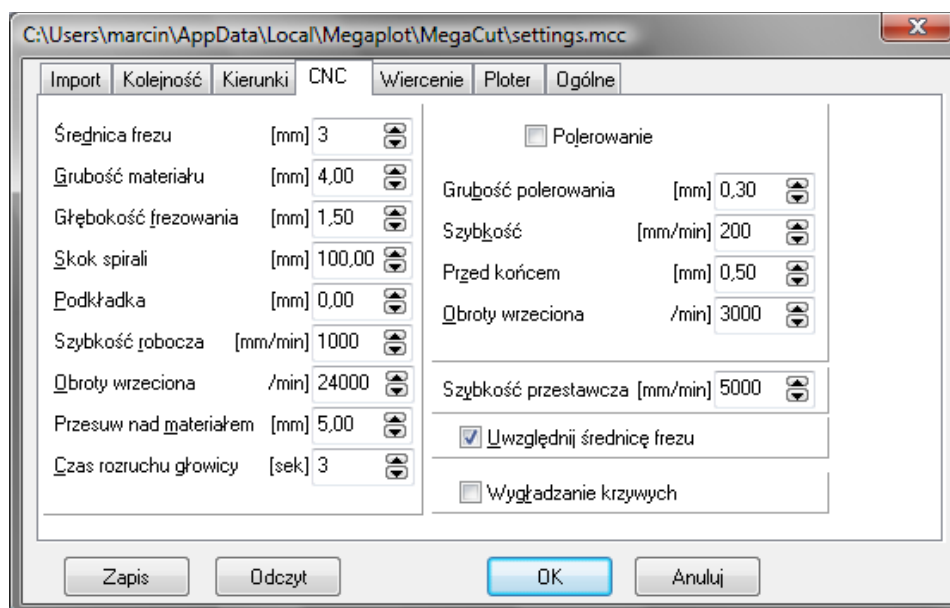 C:\Users\marcin\AppData\Local\Megaplot\MegaCut\settings.mcc
Import Kolejność Kierunki CNC Wiercenie Ploter Ogólne
Średnica frezu [mm] 3
Grubość materiału [mm] 4,00
Głębokość frezowania [mm] 1,50
Skok spirali [mm] 100,00
Podkładka [mm] 0,00
Szybkość robocza [mm/min] 1000
Obroty wrzeciona /min] 24000
Przesuw nad materiałem [mm] 5,00
Czas rozruchu głowicy [sek] 3
Polerowanie
Grubość polerowania [mm] 0,30
Szybkość [mm/min] 200
Przed końcem [mm] 0,50
Obroty wrzeciona /min] 3000
Szybkość przestawcza [mm/min] 5000
Uwzględnij średnicę frezu
Wygładzanie krzywych
Zapis Odczyt OK Anuluj